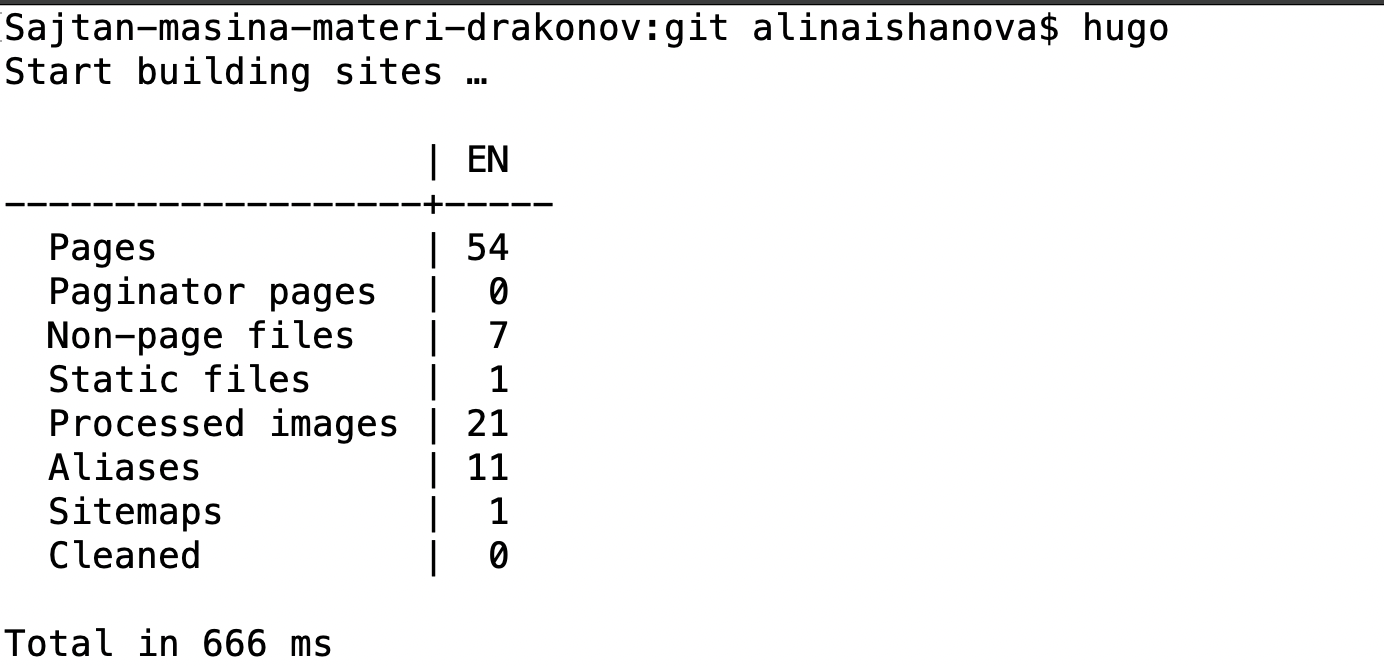 Sajtan-masina-materi-drakonov:git alinaishanova$ hugo
Start building sites …
| EN
-------------------+-----
Pages | 54
Paginator pages | 0
Non-page files | 7
Static files | 1
Processed images | 21
Aliases | 11
Sitemaps | 1
Cleaned | 0
Total in 666 ms